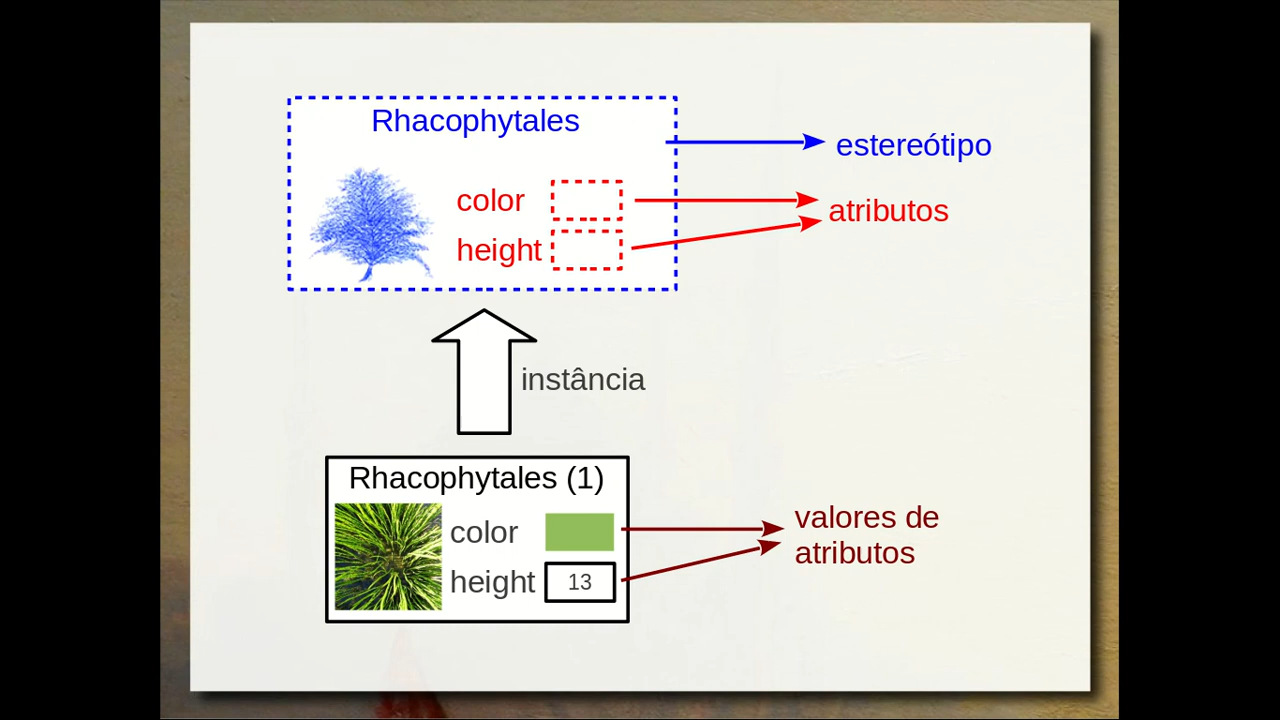 Rhacophytales
estereótipo
color
atributos
height
instância
Rhacophytales (1)
color
valores de
atributos
height
13